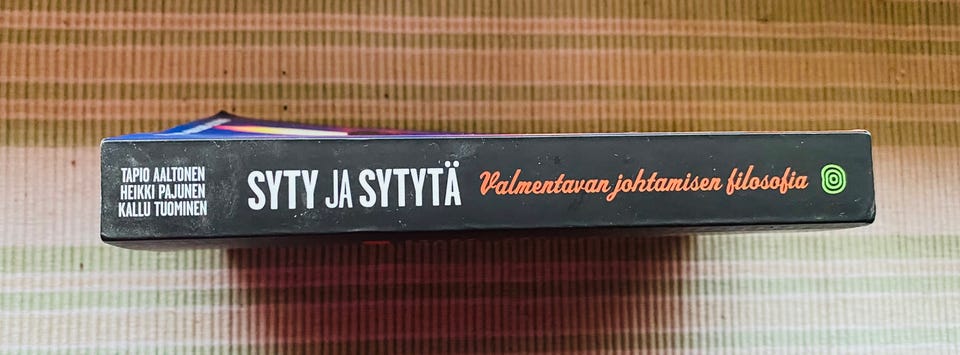 TAPIO AALTONEN
HEIKKI PAJUNEN
KALLU TUOMINEN
SYTY JA SYTYTÄ
Valmentavan johtamisen filosofia